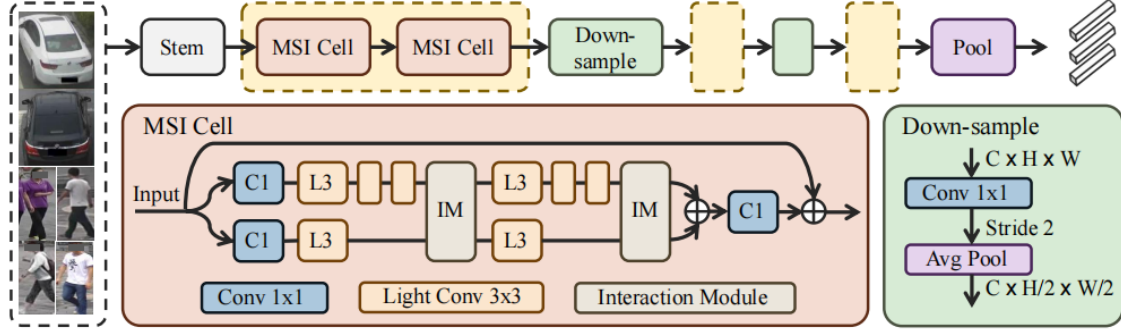 Stem
MSI Cell
MSI Cell
Down-
sample
Pool
MSI Cell
Input
C1
L3
IM
L3
IM
C1
C1
L3
L3
Conv 1x1
Light Conv 3x3
Interaction Module
Down-sample
C x H x W
Conv 1x1
Stride 2
Avg Pool
C x H/2 x W/2